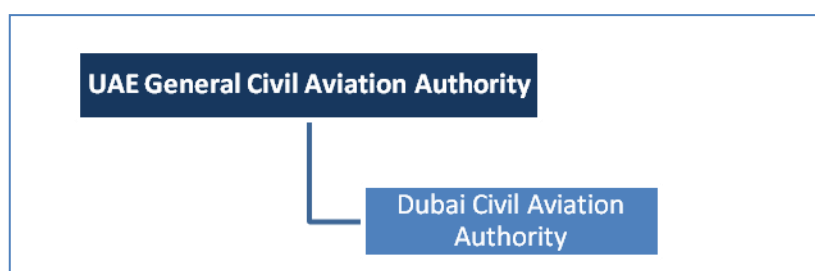 UAE General Civil Aviation Authority
Dubai Civil Aviation
Authority